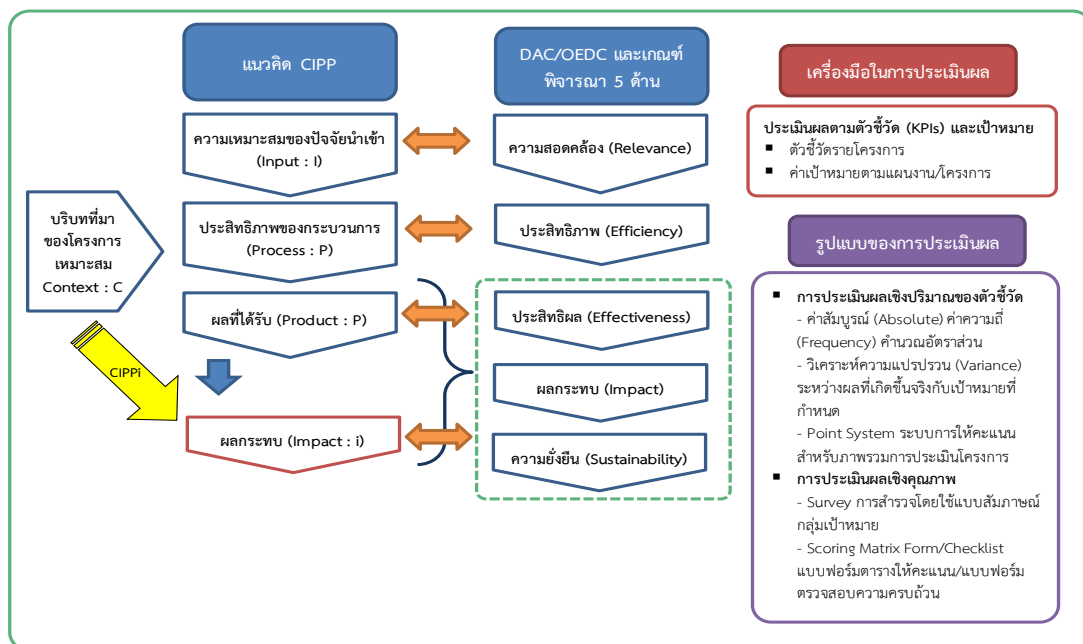 แนวคิด CIPP
DAC/OEDC และเกณฑ์
พิจารณา 5 ด้าน
เครื่องมือในการประเมินผล
ความเหมาะสมของปัจจัยนำเข้า
(Input : I)
ความสอดคล้อง (Relevance)
ประเมินผลตามตัวชี้วัด (KPIs) และเป้าหมาย
▪ ตัวชี้วัดรายโครงการ
▪ ค่าเป้าหมายตามแผนงาน/โครงการ
บริบทที่มา
ของโครงการ
เหมาะสม
Context : C
ประสิทธิภาพของกระบวนการ
(Process : P)
ประสิทธิภาพ (Efficiency)
ผลที่ได้รับ (Product : P)
ประสิทธิผล (Effectiveness)
CIPPi
ผลกระทบ (Impact)
ผลกระทบ (Impact : i)
ความยั่งยืน (Sustainability)
รูปแบบของการประเมินผล
▪ การประเมินผลเชิงปริมาณของตัวชี้วัด
- ค่าสัมบูรณ์ (Absolute) ค่าความถี่
(Frequency) คำนวณอัตราส่วน
- วิเคราะห์ความแปรปรวน (Variance)
ระหว่างผลที่เกิดขึ้นจริงกับเป้าหมายที่
กำหนด
- Point System ระบบการให้คะแนน
สำหรับภาพรวมการประเมินโครงการ
▪ การประเมินผลเชิงคุณภาพ
- Survey การสำรวจโดยใช้แบบสัมภาษณ์
กลุ่มเป้าหมาย
- Scoring Matrix Form/Checklist
แบบฟอร์มตารางให้คะแนน/แบบฟอร์ม
ตรวจสอบความครบถ้วน